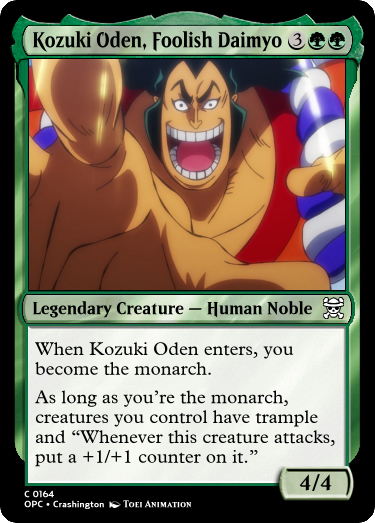 Kozuki Oden, Foolish Daimyo 3
Legendary Creature — Human Noble
When Kozuki Oden enters, you
become the monarch.
As long as you’re the monarch,
creatures you control have trample
and “Whenever this creature attacks,
put a +1/+1 counter on it.”
4/4
C 0164
OPC • Crashington TOEI ANIMATION